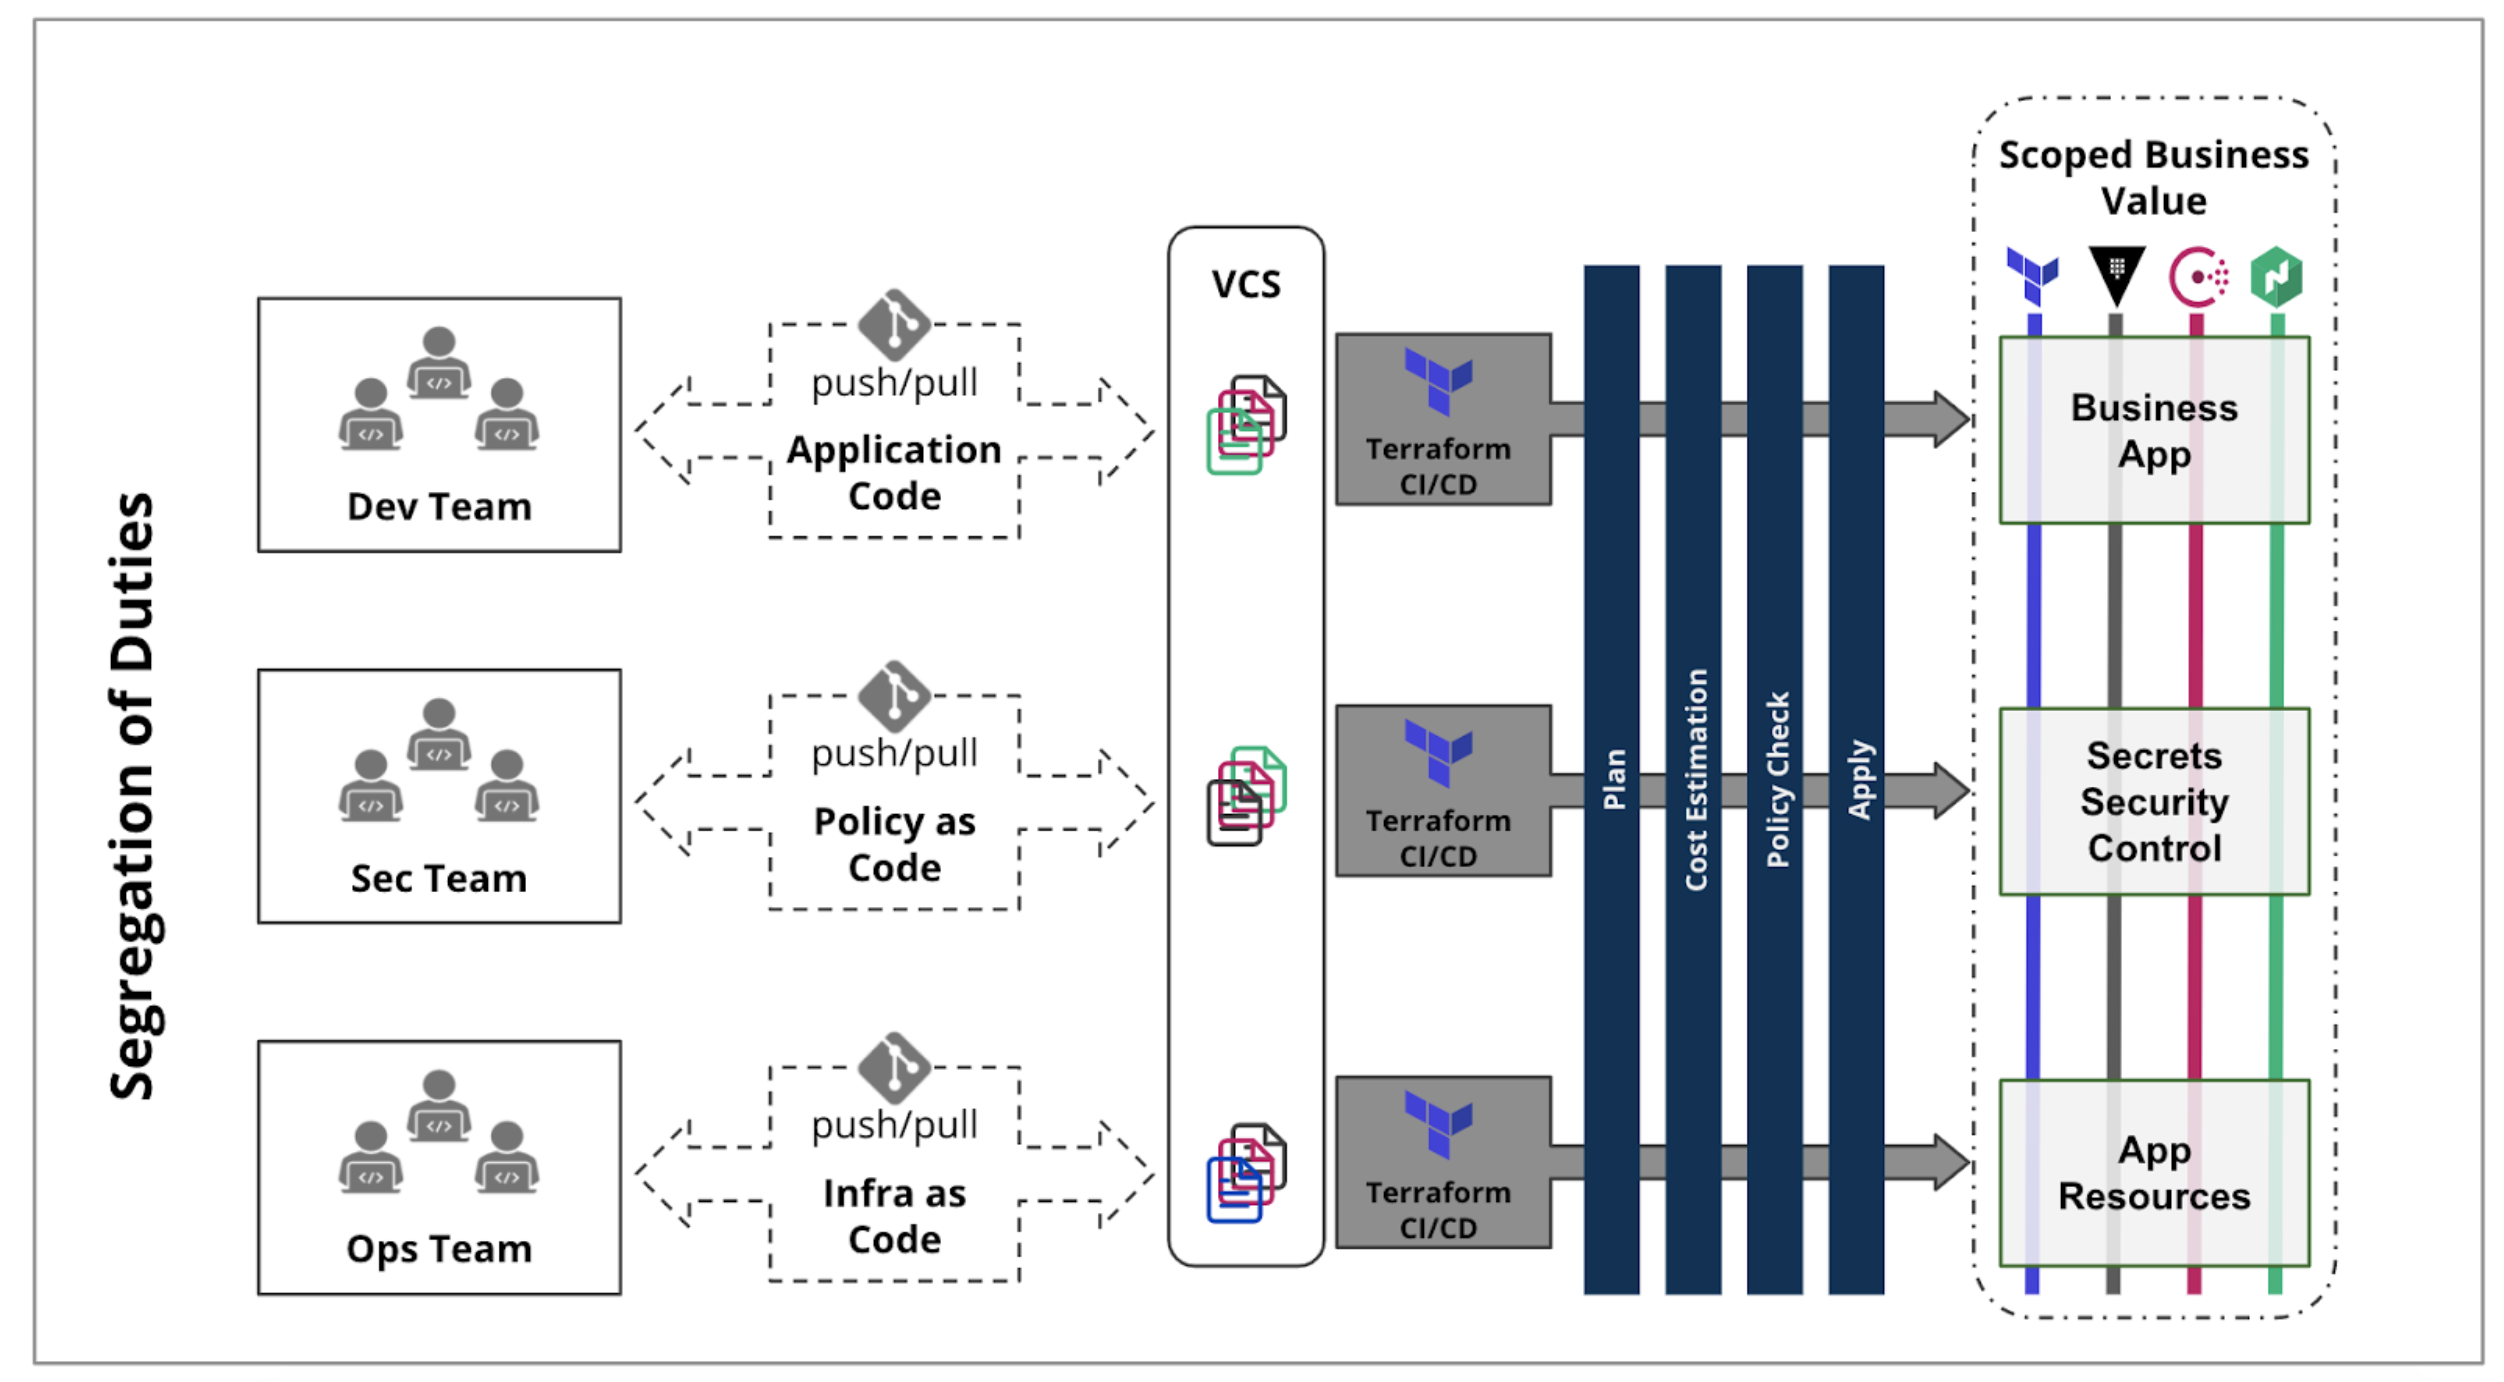 Segregation of Duties
Scoped Business
Value
VCS
Dev Team
push/pull
Application
Code
Terraform
CI/CD
Business
App
Sec Team
push/pull
Policy as
Code
Terraform
CI/CD
Plan
Cost Estimation
Policy Check
Apply
Secrets
Security
Control
Ops Team
push/pull
Infra as
Code
Terraform
CI/CD
App
Resources